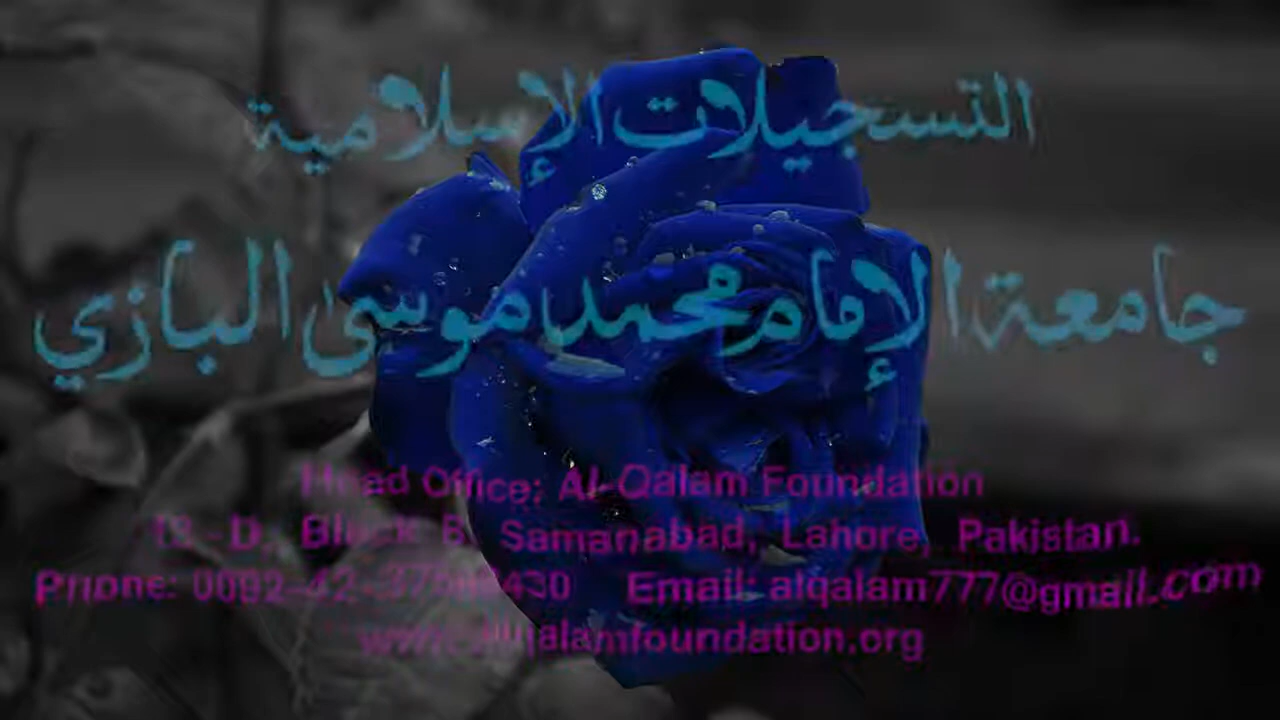 التسجيلات الإسلامية
جامعة الإمام محمد موسى البازي
Head Office: Al-Qalam Foundation
Block B, Samanabad, Lahore, Pakistan.
Phone: Email: alqalam777@gmail.com